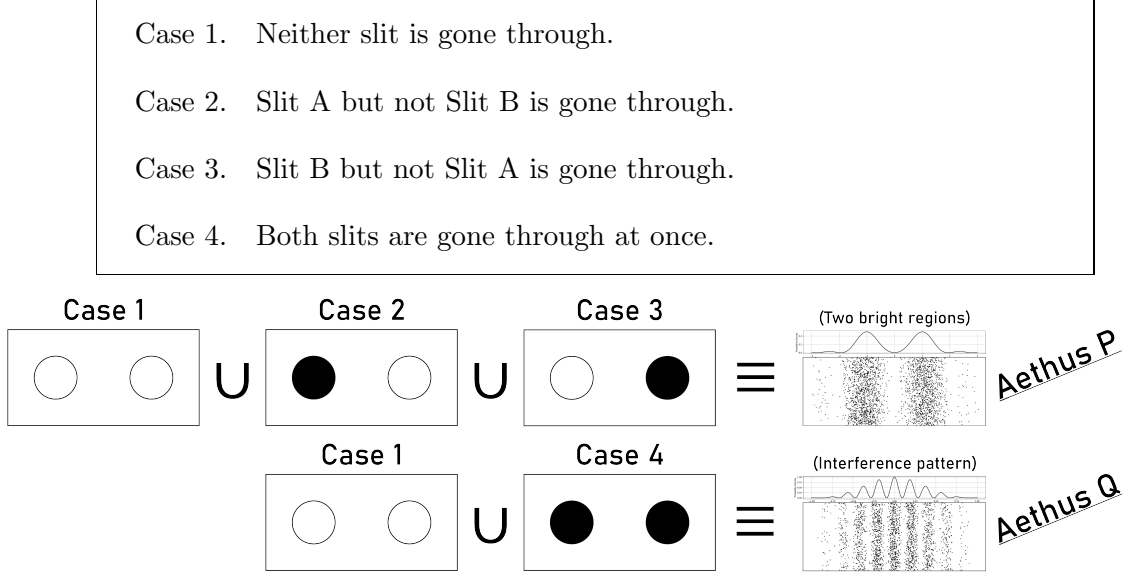 Case 1. Neither slit is gone through.
Case 2. Slit A but not Slit B is gone through.
Case 3. Slit B but not Slit A is gone through.
Case 4. Both slits are gone through at once.
Case 1
Case 2
Case 3
∪
∪
≡
(Two bright regions)
Aethus P
Case 1
Case 4
∪
≡
(Interference pattern)
Aethus Q